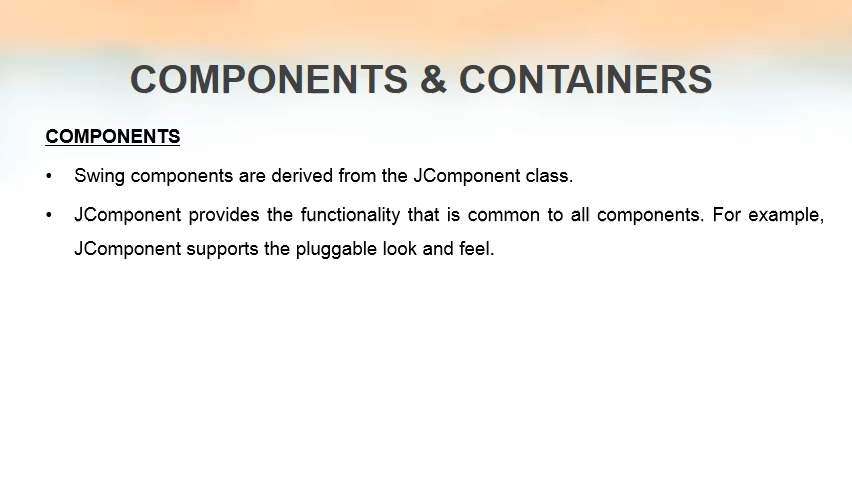 COMPONENTS & CONTAINERS
COMPONENTS
• Swing components are derived from the JComponent class.
• JComponent provides the functionality that is common to all components. For example,
JComponent supports the pluggable look and feel.